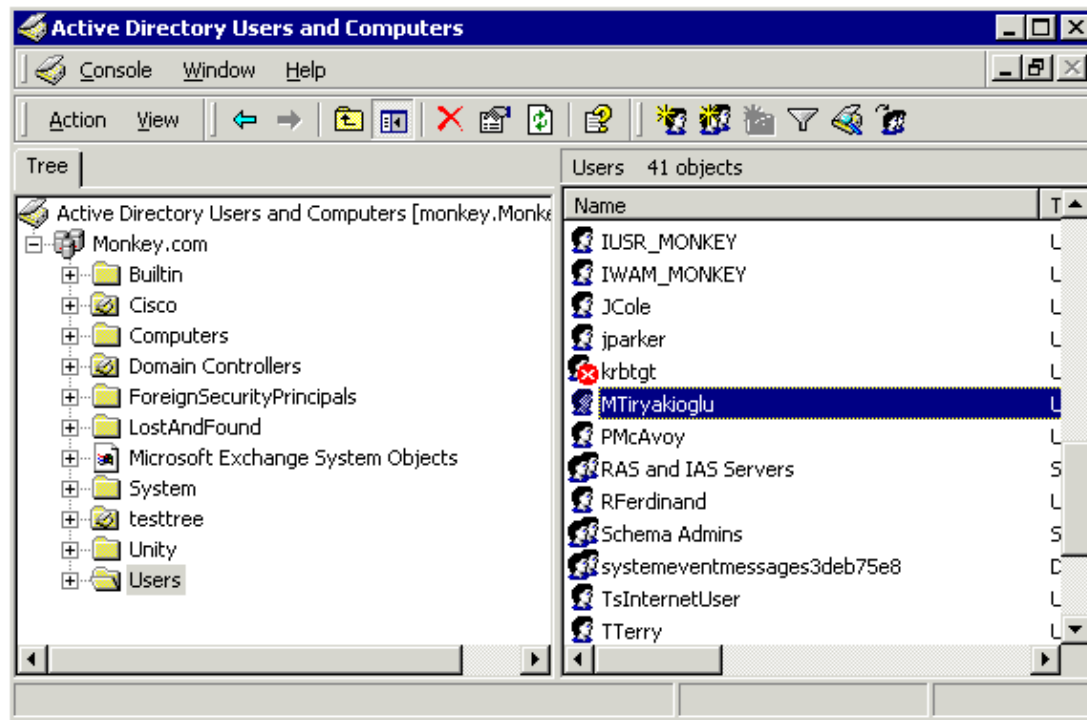 Active Directory Users and Computers
Console Window Help
Action View
Tree
Active Directory Users and Computers [monkey.Monke
Monkey.com
Builtin
Cisco
Computers
Domain Controllers
ForeignSecurityPrincipals
LostAndFound
Microsoft Exchange System Objects
System
testtree
Unity
Users
Users 41 objects
Name T
IUSR_MONKEY
IWAM_MONKEY
JCole
jparker
krbtgt
MTiryakioglu
PMcAvoy
RAS and IAS Servers S
RFerdinand
Schema Admins S
systemeventmessages3deb75e8
TsInternetUser
TTerry